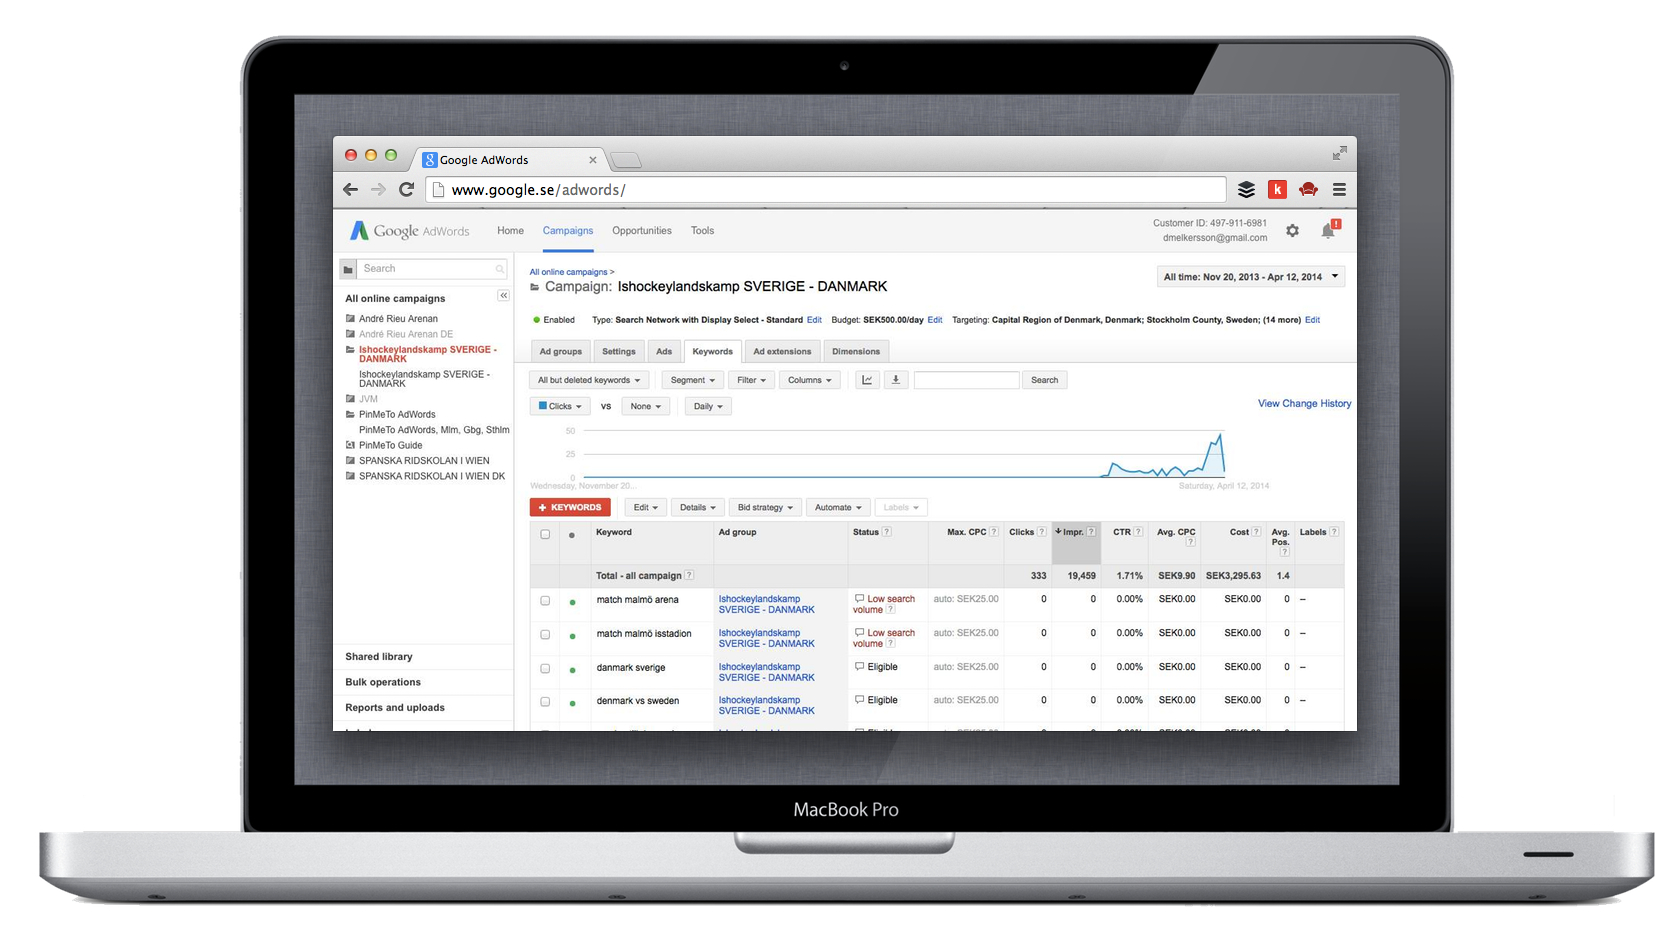 Google AdWords
www.google.se/adwords/
k
Google AdWords Home Campaigns Opportunities Tools
Customer ID: 497-911-6981
dmelkersson@gmail.com
!
Search
All online campaigns
André Rieu Arenan
André Rieu Arenan DE
Ishockeylandskamp SVERIGE -
DANMARK
Ishockeylandskamp SVERIGE -
DANMARK
JVM
PinMeTo AdWords
PinMeTo AdWords, Mlm, Gbg, Sthlm
PinMeTo Guide
SPANSKA RIDSKOLAN I WIEN
SPANSKA RIDSKOLAN I WIEN DK
Shared library
Bulk operations
Reports and uploads
All online campaigns >
Campaign: Ishockeylandskamp SVERIGE - DANMARK
All time: Nov 20, 2013 - Apr 12, 2014
Enabled Type: Search Network with Display Select - Standard Edit Budget: SEK500.00/day Edit Targeting: Capital Region of Denmark, Denmark; Stockholm County, Sweden; (14 more) Edit
Ad groups Settings Ads Keywords Ad extensions Dimensions
All but deleted keywords Segment Filter Columns Search
Clicks VS None Daily
View Change History
50
25
0
Wednesday, November 20... Saturday, April 12, 2014
+ KEYWORDS Edit Details Bid strategy Automate Labels
Keyword Ad group Status ? Max. CPC ? Clicks ? Impr. ? CTR ? Avg. CPC ? Cost ? Avg. Pos. ? Labels ?
Total - all campaign ? 333 19,459 1.71% SEK9.90 SEK3,295.63 1.4
match malmö arena Ishockeylandskamp SVERIGE - DANMARK Low search volume ? auto: SEK25.00 0 0 0.00% SEK0.00 SEK0.00 0 --
match malmö isstadion Ishockeylandskamp SVERIGE - DANMARK Low search volume ? auto: SEK25.00 0 0 0.00% SEK0.00 SEK0.00 0 --
danmark sverige Ishockeylandskamp SVERIGE - DANMARK Eligible auto: SEK25.00 0 0 0.00% SEK0.00 SEK0.00 0 --
denmark vs sweden Ishockeylandskamp SVERIGE - DANMARK Eligible auto: SEK25.00 0 0 0.00% SEK0.00 SEK0.00 0 --
MacBook Pro